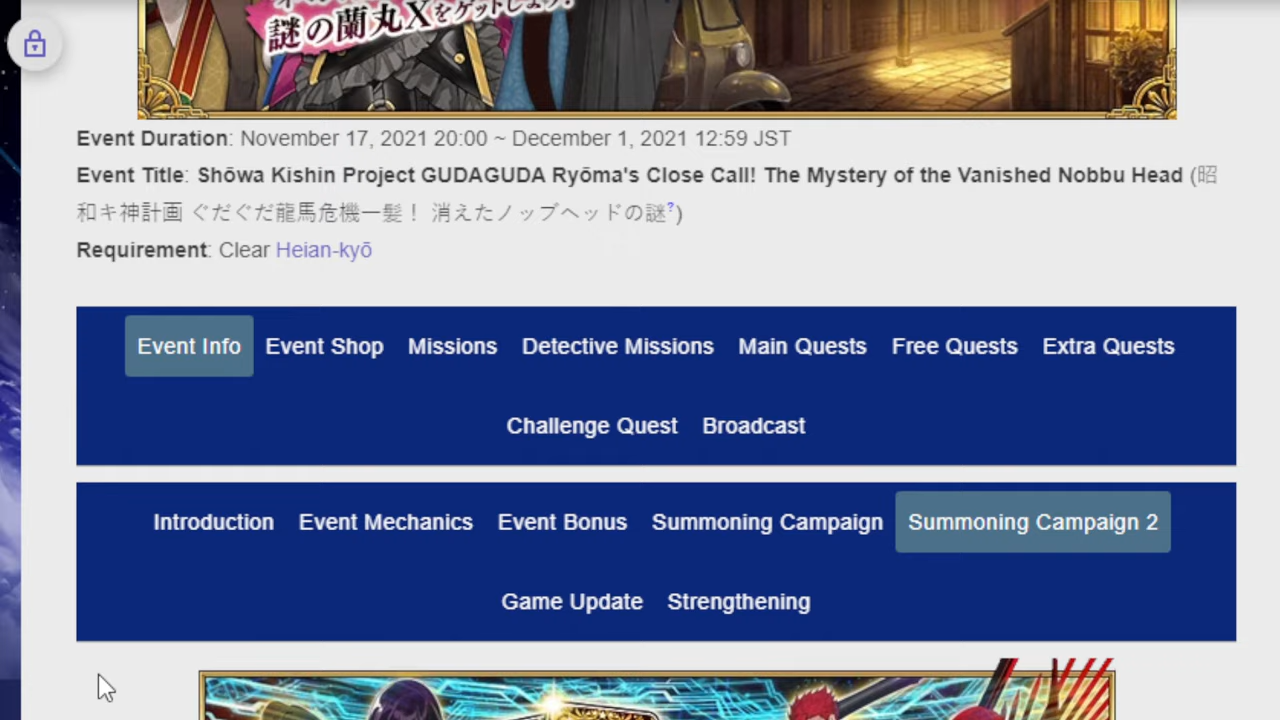 謎の蘭丸Xをゲットしよう!
Event Duration: November 17, 2021 20:00 ~ December 1, 2021 12:59 JST
Event Title: Shōwa Kishin Project GUDAGUDA Ryōma's Close Call! The Mystery of the Vanished Nobbu Head (昭
和キ神計画 ぐだぐだ龍馬危機一髪！ 消えたノッブヘッドの謎?)
Requirement: Clear Heian-kyō
Event Info Event Shop Missions Detective Missions Main Quests Free Quests Extra Quests
Challenge Quest Broadcast
Introduction Event Mechanics Event Bonus Summoning Campaign Summoning Campaign 2
Game Update Strengthening